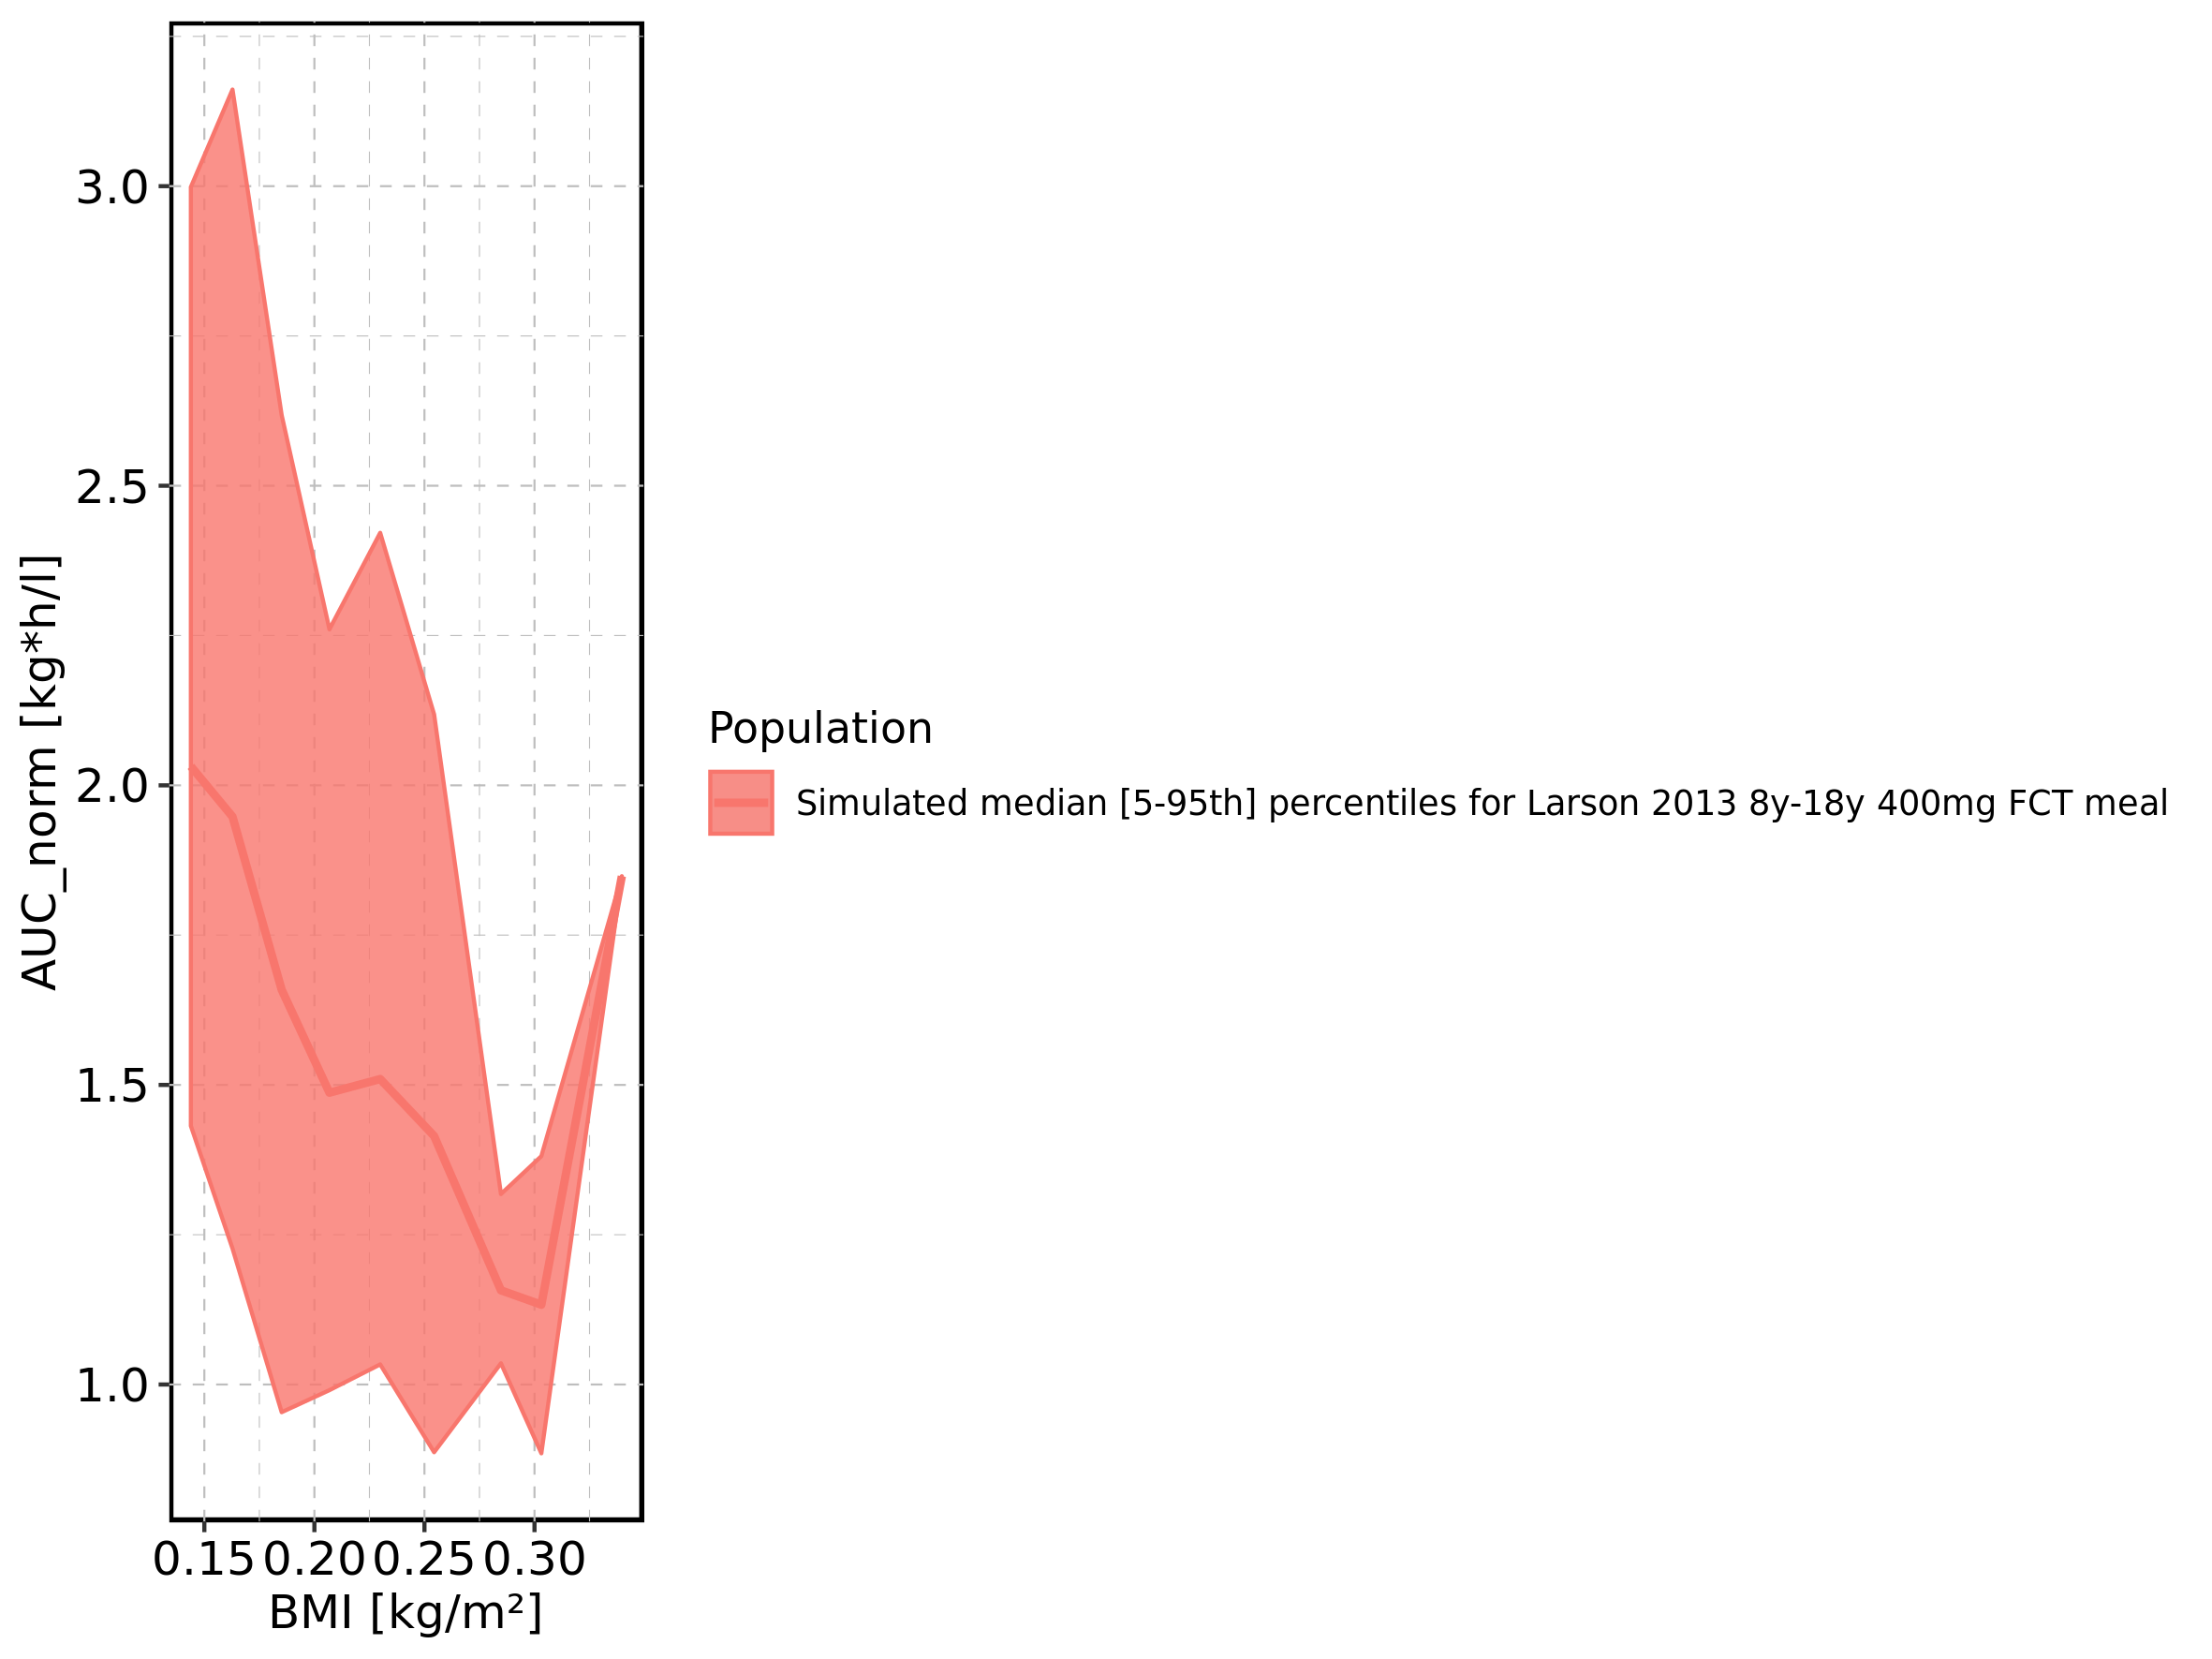 AUC_norm [kg*h/l]
3.0
2.5
2.0
1.5
1.0
0.15 0.20 0.25 0.30
BMI [kg/m²]
Population
Simulated median [5-95th] percentiles for Larson 2013 8y-18y 400mg FCT meal